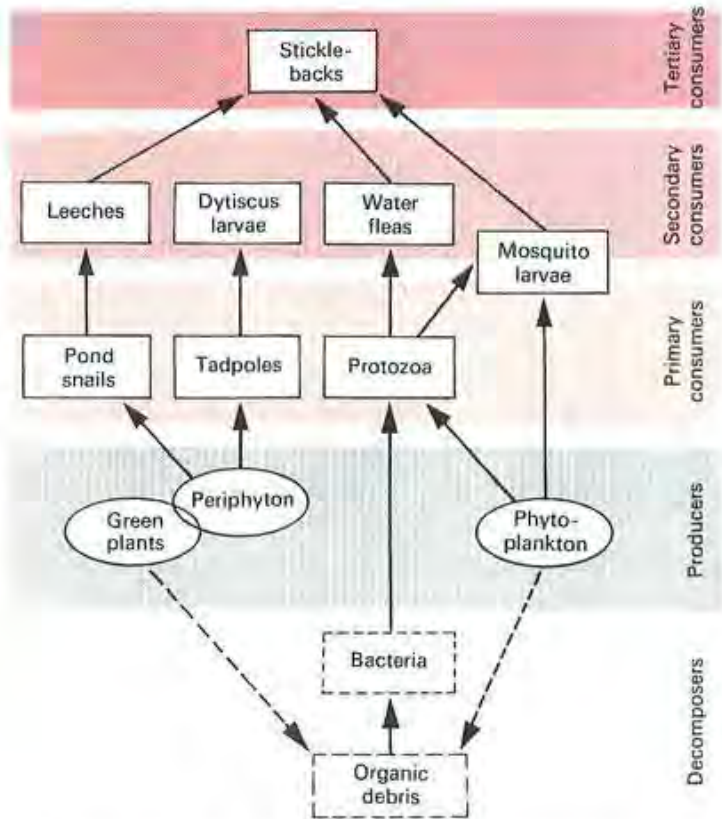 Stickle-
backs
Tertiary
consumers
Leeches
Dytiscus
larvae
Water
fleas
Mosquito
larvae
Secondary
consumers
Pond
snails
Tadpoles
Protozoa
Primary
consumers
Periphyton
Green
plants
Phyto-
plankton
Producers
Bacteria
Organic
debris
Decomposers